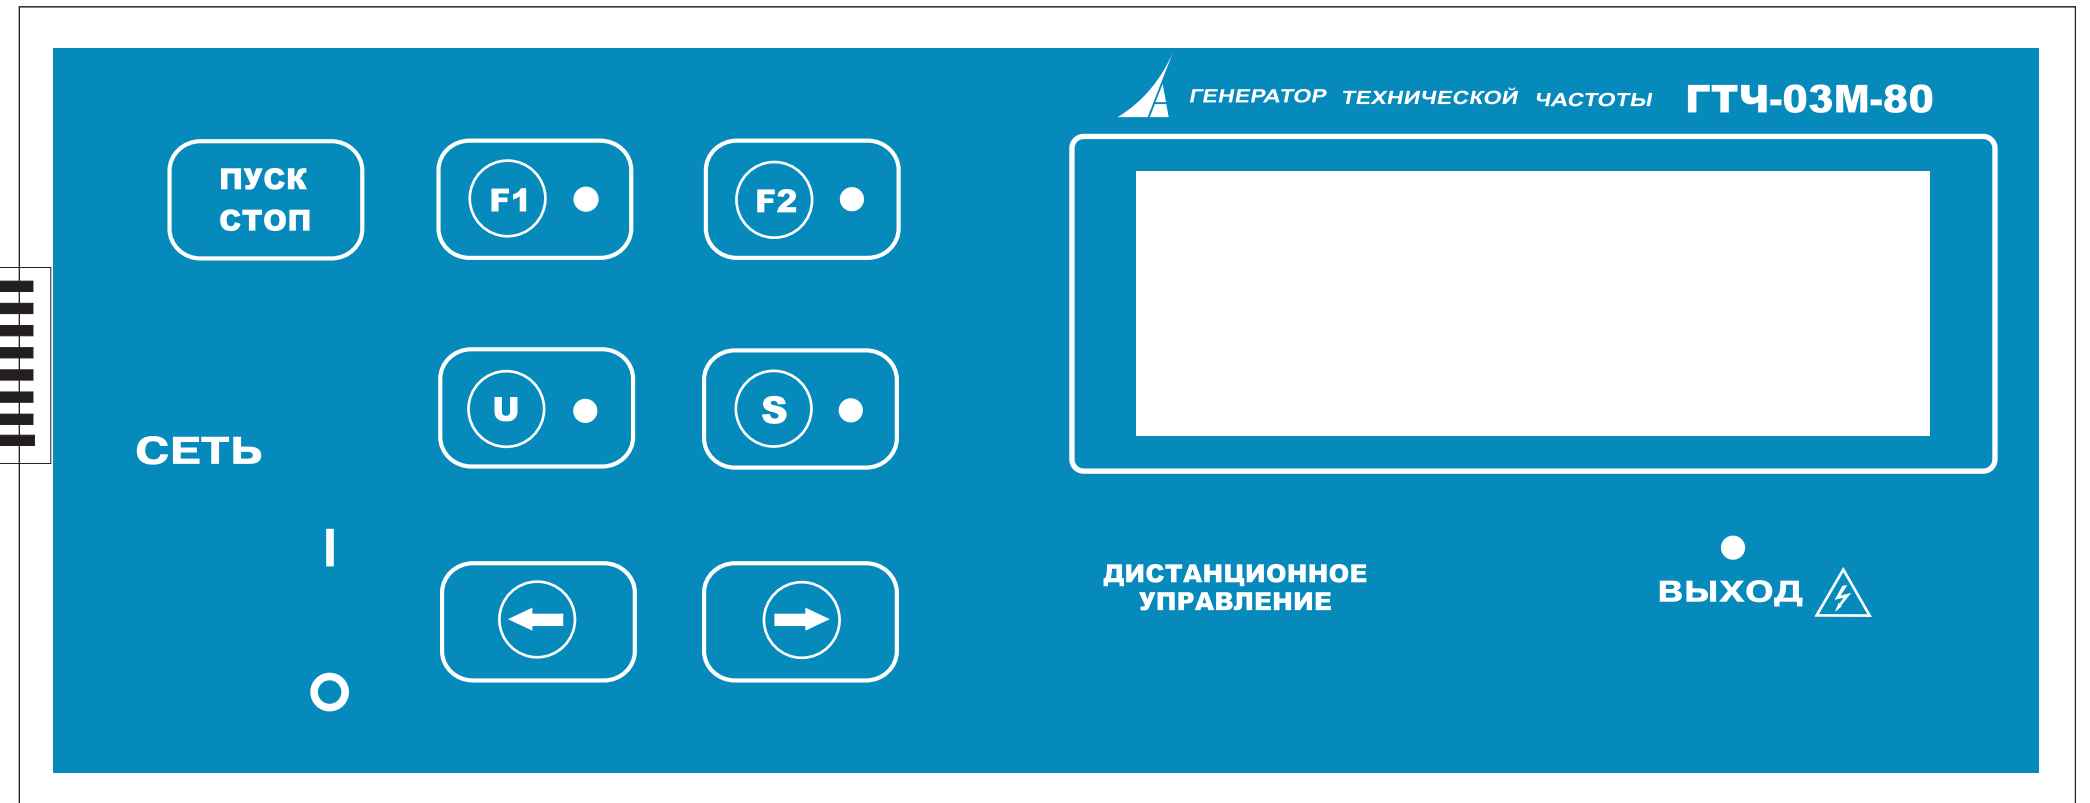 ГЕНЕРАТОР ТЕХНИЧЕСКОЙ ЧАСТОТЫ ГТЧ-03М-80
ПУСК
СТОП
F1
F2
U
S
СЕТЬ
I
O
ДИСТАНЦИОННОЕ
УПРАВЛЕНИЕ
ВЫХОД